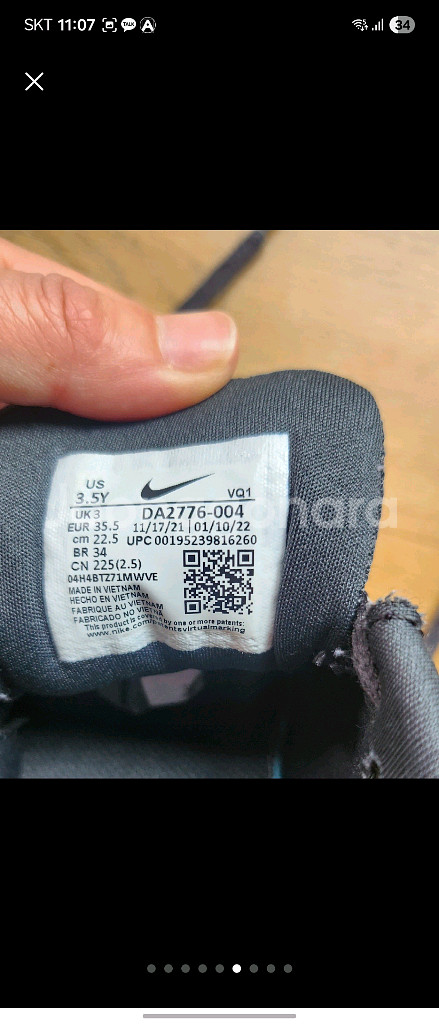 SKT 11:07 TALK A 34
US
3.5Y
VQ1
UK 3 DA2776-004
EUR 35.5 11/17/21 | 01/10/22
cm 22.5 UPC 00195239816260
BR 34
CN 225(2.5)
04H4BTZ71MWVE
MADE IN VIETNAM
HECHO EN VIETNAM
FABRIQUE AU VIETNAM
FABRICADO NO VIETNA
This product is covered by one or more patents: